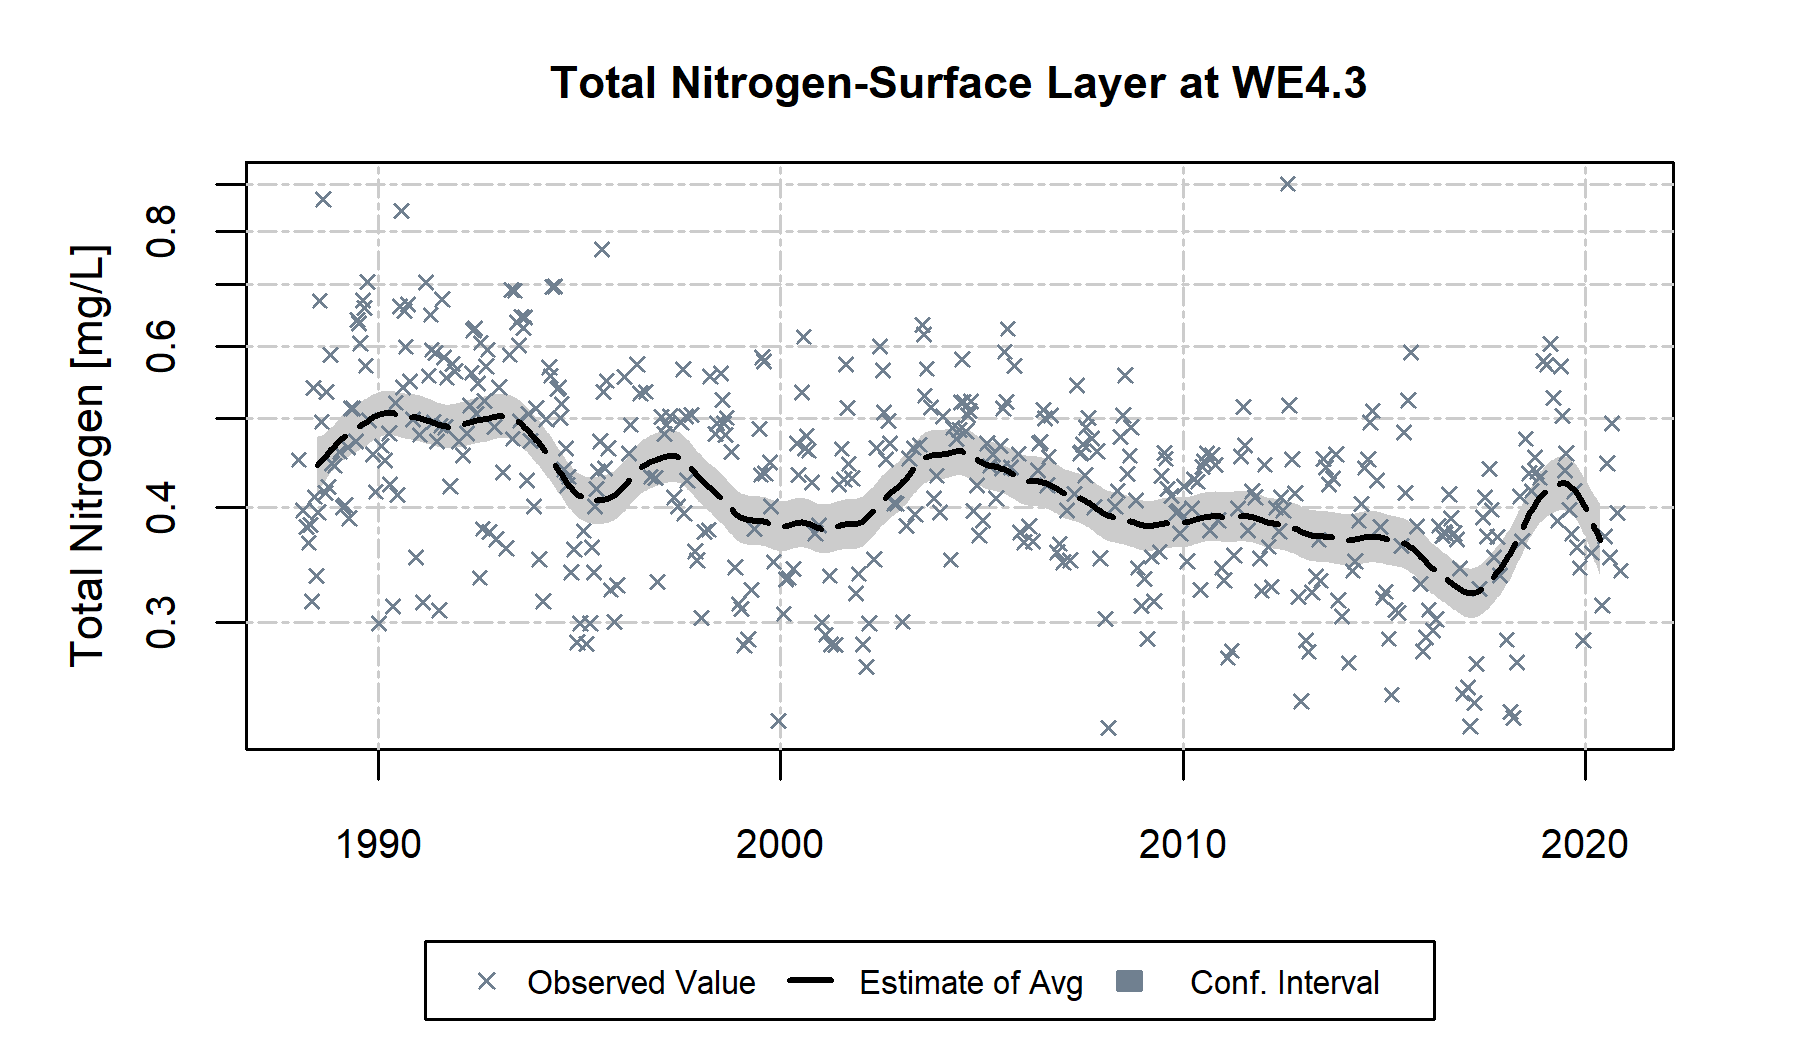 Total Nitrogen-Surface Layer at WE4.3
Total Nitrogen [mg/L]
0.8
0.6
0.4
0.3
1990 2000 2010 2020
Observed Value Estimate of Avg Conf. Interval